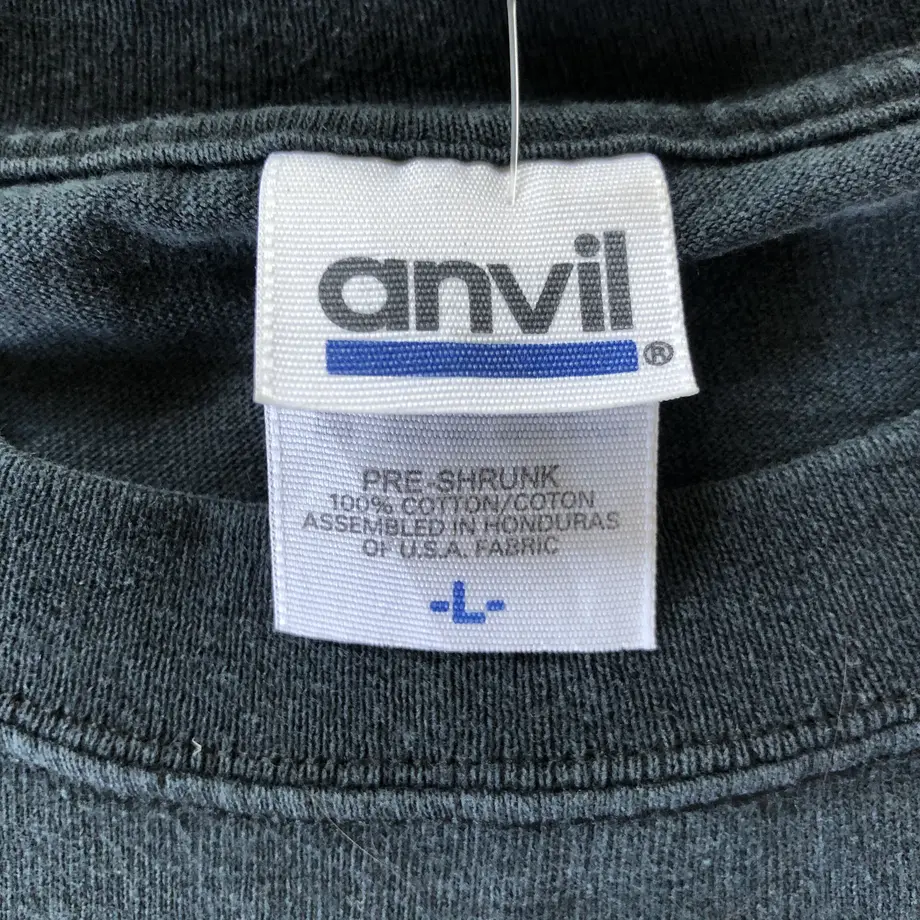 anvil®
PRE-SHRUNK
100% COTTON/COTON
ASSEMBLED IN HONDURAS
OF U.S.A. FABRIC
-L-